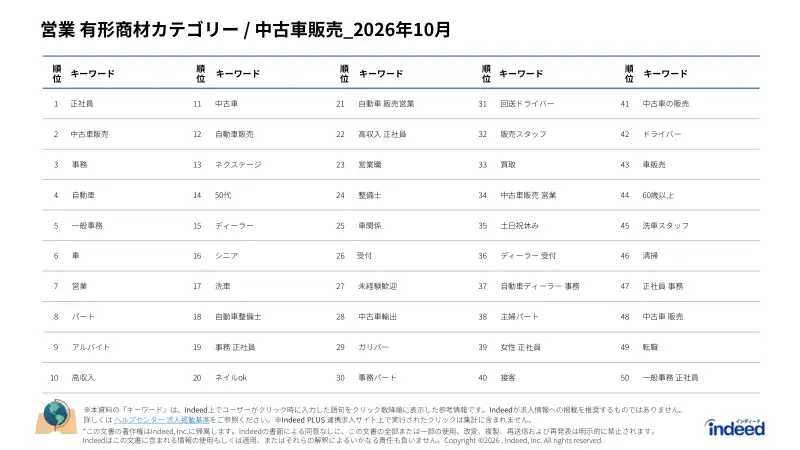 営業 有形商材カテゴリー / 中古車販売_2026年10月
順位 キーワード 順位 キーワード 順位 キーワード 順位 キーワード 順位 キーワード
1 正社員 11 中古車 21 自動車 販売営業 31 回送ドライバー 41 中古車の販売
2 中古車販売 12 自動車販売 22 高収入 正社員 32 販売スタッフ 42 ドライバー
3 事務 13 ネクステージ 23 営業職 33 買取 43 車販売
4 自動車 14 50代 24 整備士 34 中古車販売 営業 44 60歳以上
5 一般事務 15 ディーラー 25 車関係 35 土日祝休み 45 洗車スタッフ
6 車 16 シニア 26 受付 36 ディーラー 受付 46 清掃
7 営業 17 洗車 27 未経験歓迎 37 自動車ディーラー 事務 47 正社員 事務
8 パート 18 自動車整備士 28 中古車輸出 38 主婦パート 48 中古車 販売
9 アルバイト 19 事務 正社員 29 ガリバー 39 女性 正社員 49 転職
10 高収入 20 ネイルok 30 事務パート 40 接客 50 一般事務 正社員
※本資料の「キーワード」は、Indeed上でユーザーがクリック時に入力した語句をクリック数降順に表示した参考情報です。Indeedが求人情報への掲載を推奨するものではありません。
詳しくは ヘルプセンター 求人掲載基準をご参照ください。※Indeed PLUS 連携求人サイト上で実行されたクリックは集計に含まれません。
*この文書の著作権はIndeed, Inc.に帰属します。Indeedの書面による同意なしに、この文書の全部または一部の使用、改変、複製、再送信および再発表は明示的に禁止されます。
Indeedはこの文書に含まれる情報の使用もしくは適用、またはそれらの解釈によるいかなる責任も負いません。Copyright ©2026 , Indeed, Inc. All rights reserved.
インディード
indeed